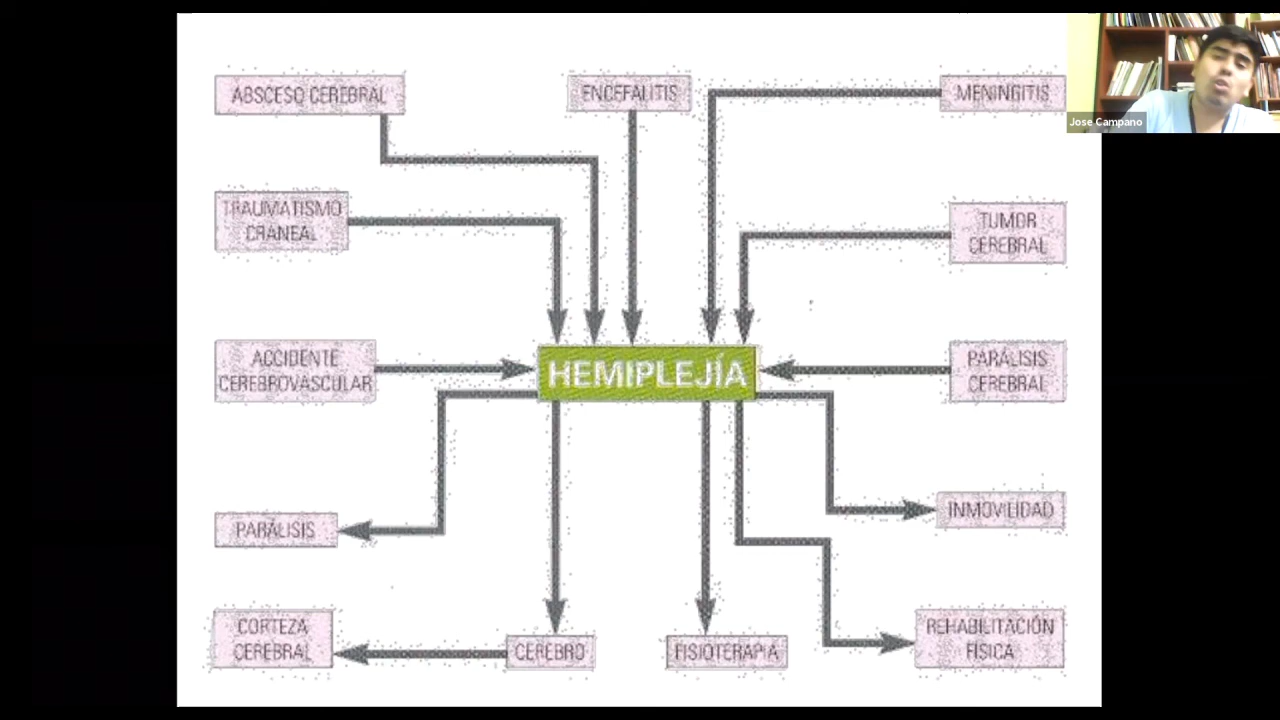 ABSCESO CEREBRAL
ENCEFALITIS
MENINGITIS
Jose Campano
TRAUMATISMO
CRANEAL
TUMOR
CEREBRAL
ACCIDENTE
CEREBROVASCULAR
HEMIPLEJÍA
PARÁLISIS
CEREBRAL
PARÁLISIS
INMOVILIDAD
CORTEZA
CEREBRAL
CEREBRO
FISIOTERAPIA
REHABILITACIÓN
FÍSICA